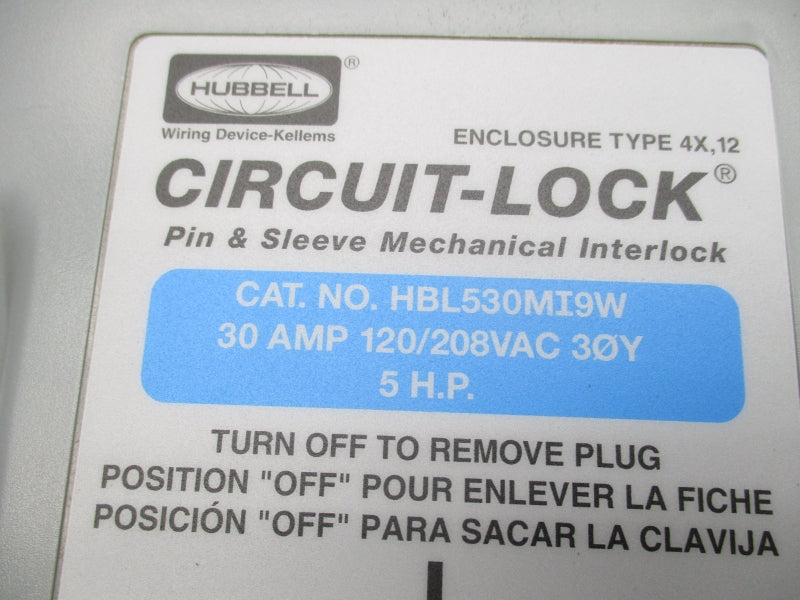 HUBBELL®
Wiring Device-Kellems
ENCLOSURE TYPE 4X,12
CIRCUIT-LOCK®
Pin & Sleeve Mechanical Interlock
CAT. NO. HBL530MI9W
30 AMP 120/208VAC 3ØY
5 H.P.
TURN OFF TO REMOVE PLUG
POSITION "OFF" POUR ENLEVER LA FICHE
POSICIÓN "OFF" PARA SACAR LA CLAVIJA